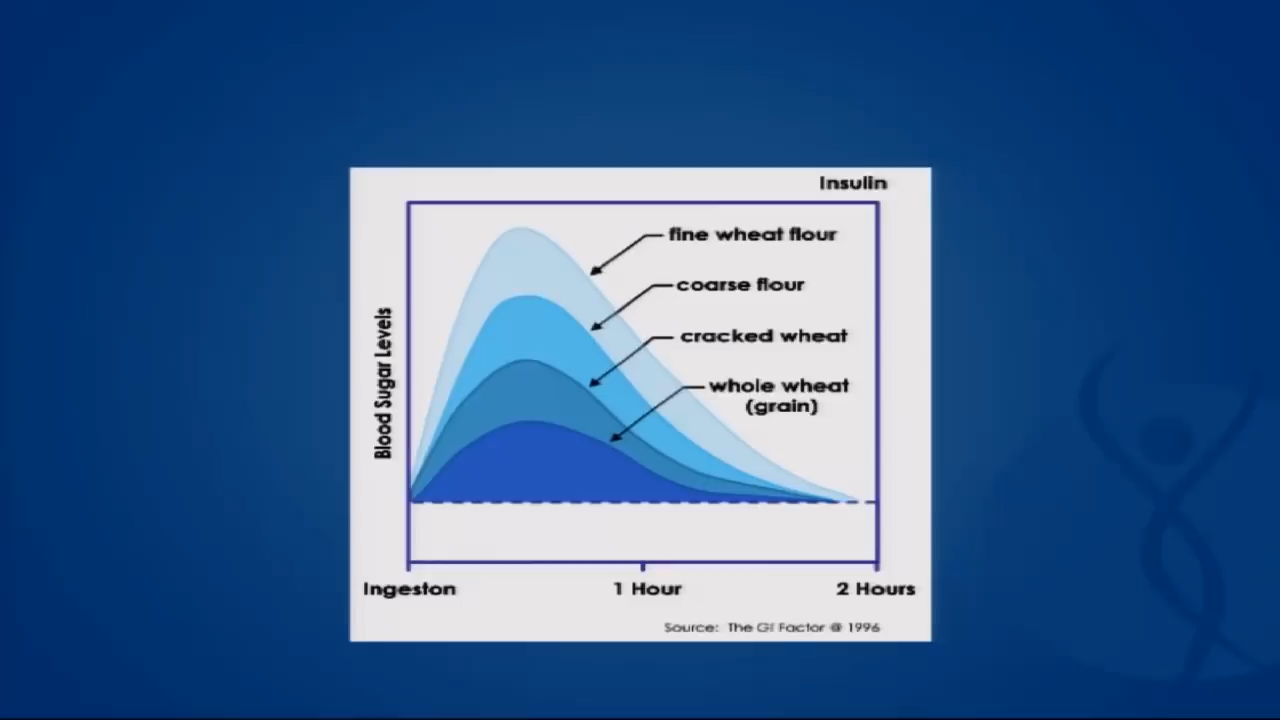 Insulin
fine wheat flour
coarse flour
cracked wheat
whole wheat
(grain)
Blood Sugar Levels
Ingeston
1 Hour
2 Hours
Source: The GI Factor @ 1996